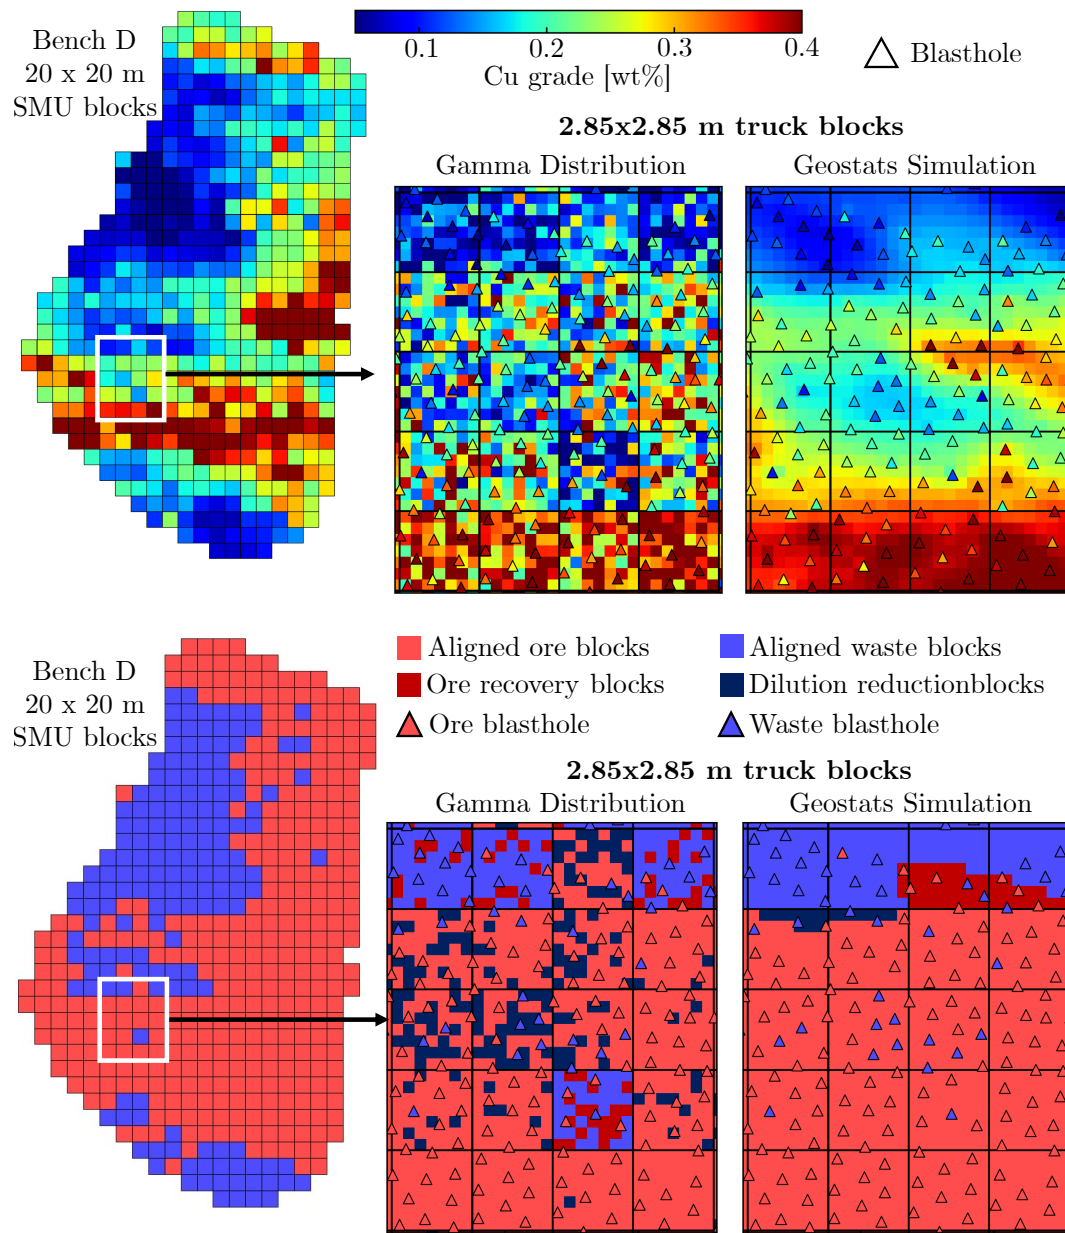 Bench D
20 x 20 m
SMU blocks
0.1
0.2
0.3
0.4
Cu grade [wt%]
Blasthole
2.85x2.85 m truck blocks
Gamma Distribution
Geostats Simulation
Bench D
20 x 20 m
SMU blocks
Aligned ore blocks
Aligned waste blocks
Ore recovery blocks
Dilution reductionblocks
Ore blasthole
Waste blasthole
2.85x2.85 m truck blocks
Gamma Distribution
Geostats Simulation